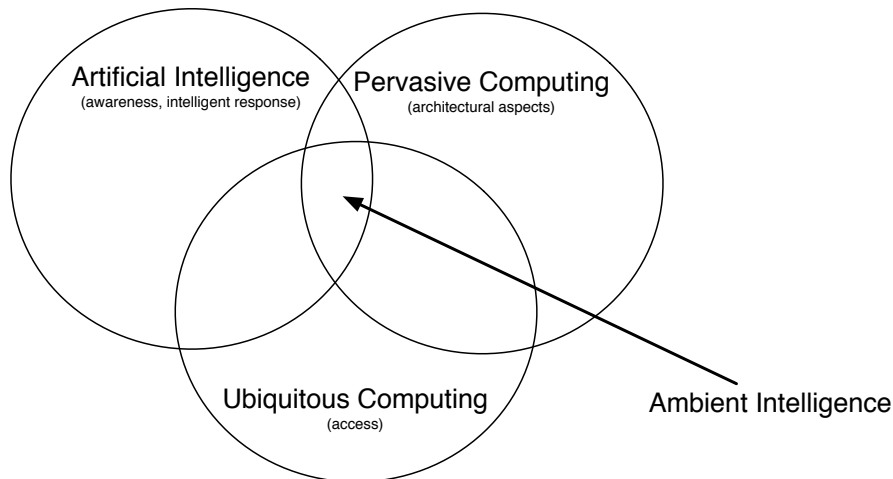 Artificial Intelligence
(awareness, intelligent response)
Pervasive Computing
(architectural aspects)
Ubiquitous Computing
(access)
Ambient Intelligence